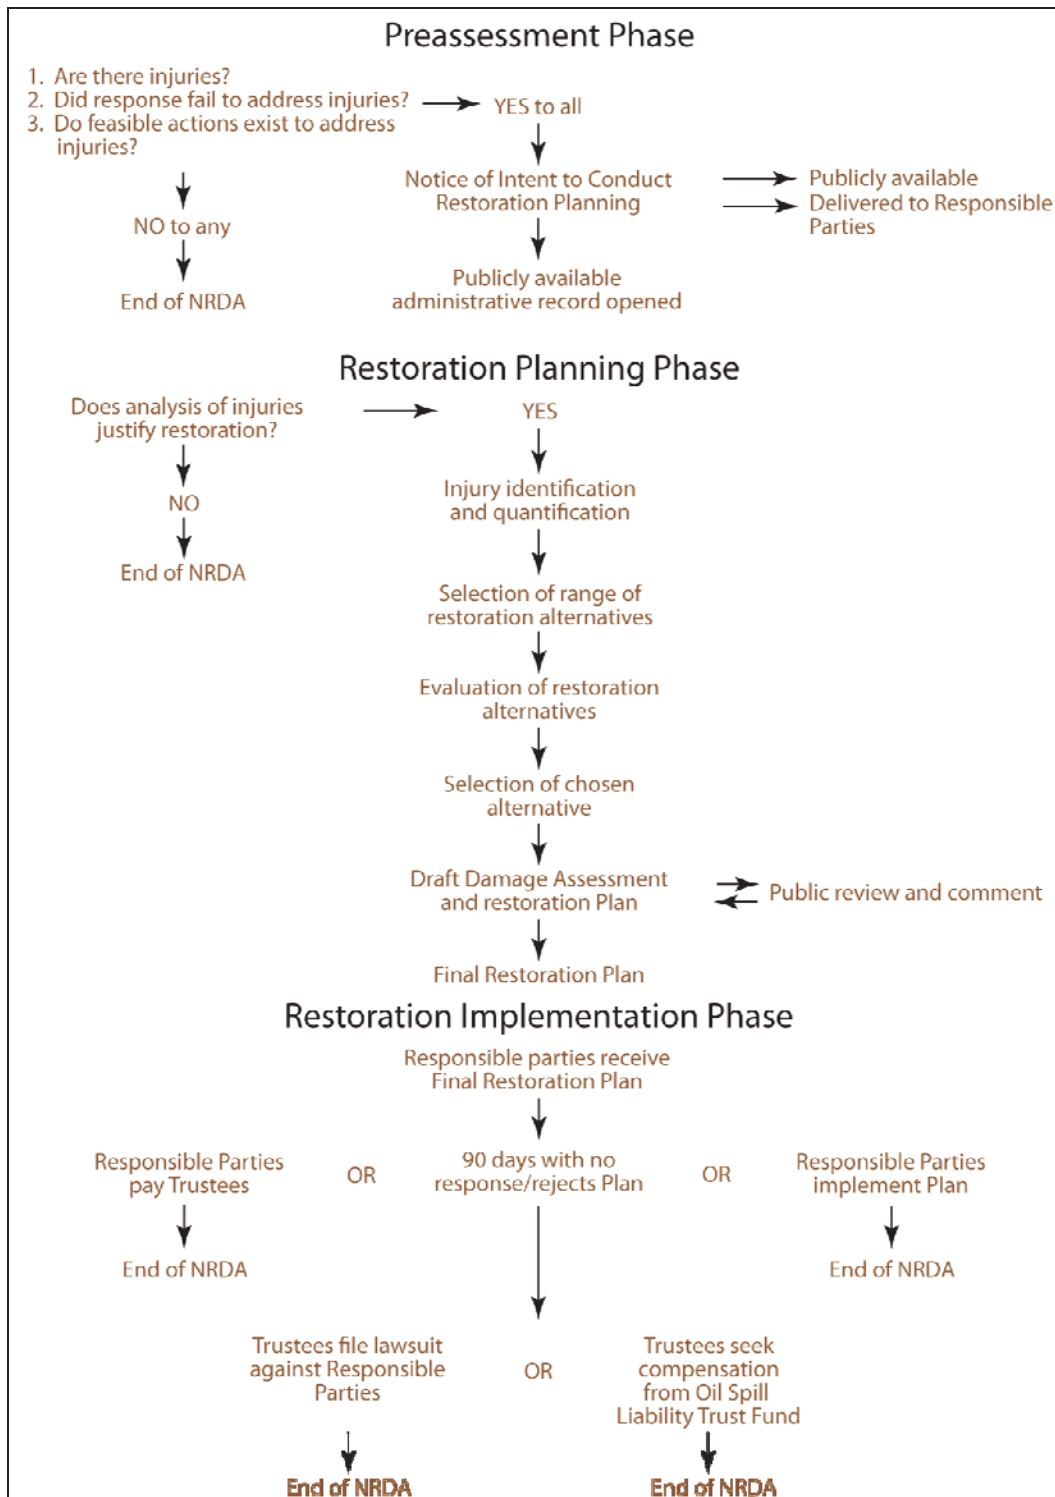 Preassessment Phase
1. Are there injuries?
2. Did response fail to address injuries?
3. Do feasible actions exist to address
injuries?
YES to all
Notice of Intent to Conduct
Restoration Planning
Publicly available
Delivered to Responsible
Parties
NO to any
End of NRDA
Publicly available
administrative record opened
Restoration Planning Phase
Does analysis of injuries
justify restoration?
YES
NO
End of NRDA
Injury identification
and quantification
Selection of range of
restoration alternatives
Evaluation of restoration
alternatives
Selection of chosen
alternative
Draft Damage Assessment
and restoration Plan
Public review and comment
Final Restoration Plan
Restoration Implementation Phase
Responsible parties receive
Final Restoration Plan
Responsible Parties
pay Trustees
OR
90 days with no
response/rejects Plan
OR
Responsible Parties
implement Plan
End of NRDA
End of NRDA
Trustees file lawsuit
against Responsible
Parties
OR
Trustees seek
compensation
from Oil Spill
Liability Trust Fund
End of NRDA
End of NRDA